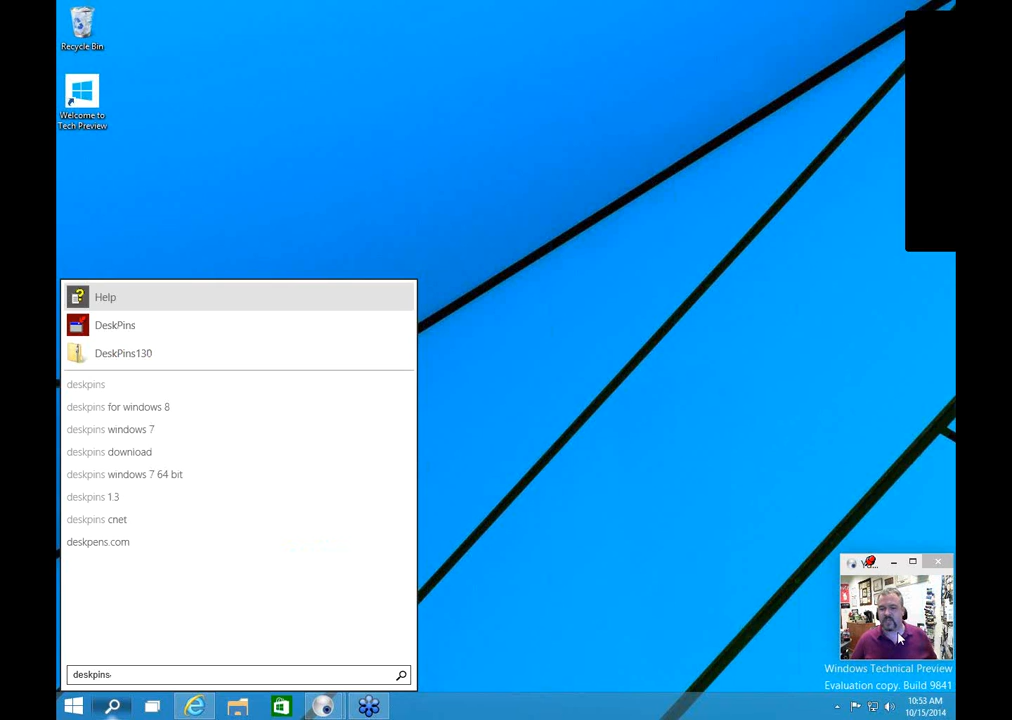 Recycle Bin
Welcome to
Tech Preview
Help
DeskPins
DeskPins130
deskpins
deskpins for windows 8
deskpins windows 7
deskpins download
deskpins windows 7 64 bit
deskpins 1.3
deskpins cnet
deskpens.com
deskpins
Windows Technical Preview
Evaluation copy. Build 9841
10:53 AM
10/15/2014